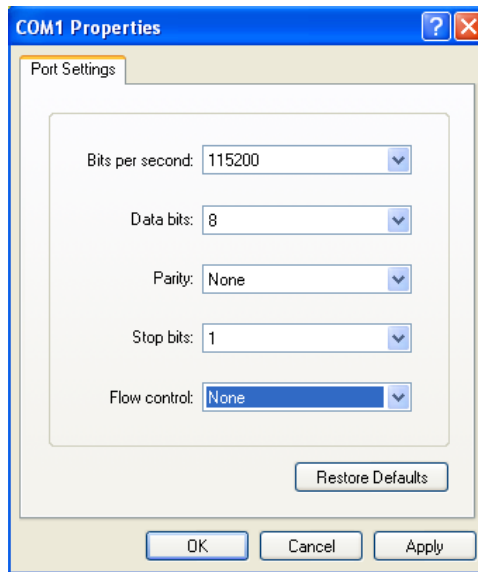 COM1 Properties
Port Settings
Bits per second: 115200
Data bits: 8
Parity: None
Stop bits: 1
Flow control: None
Restore Defaults
OK Cancel Apply